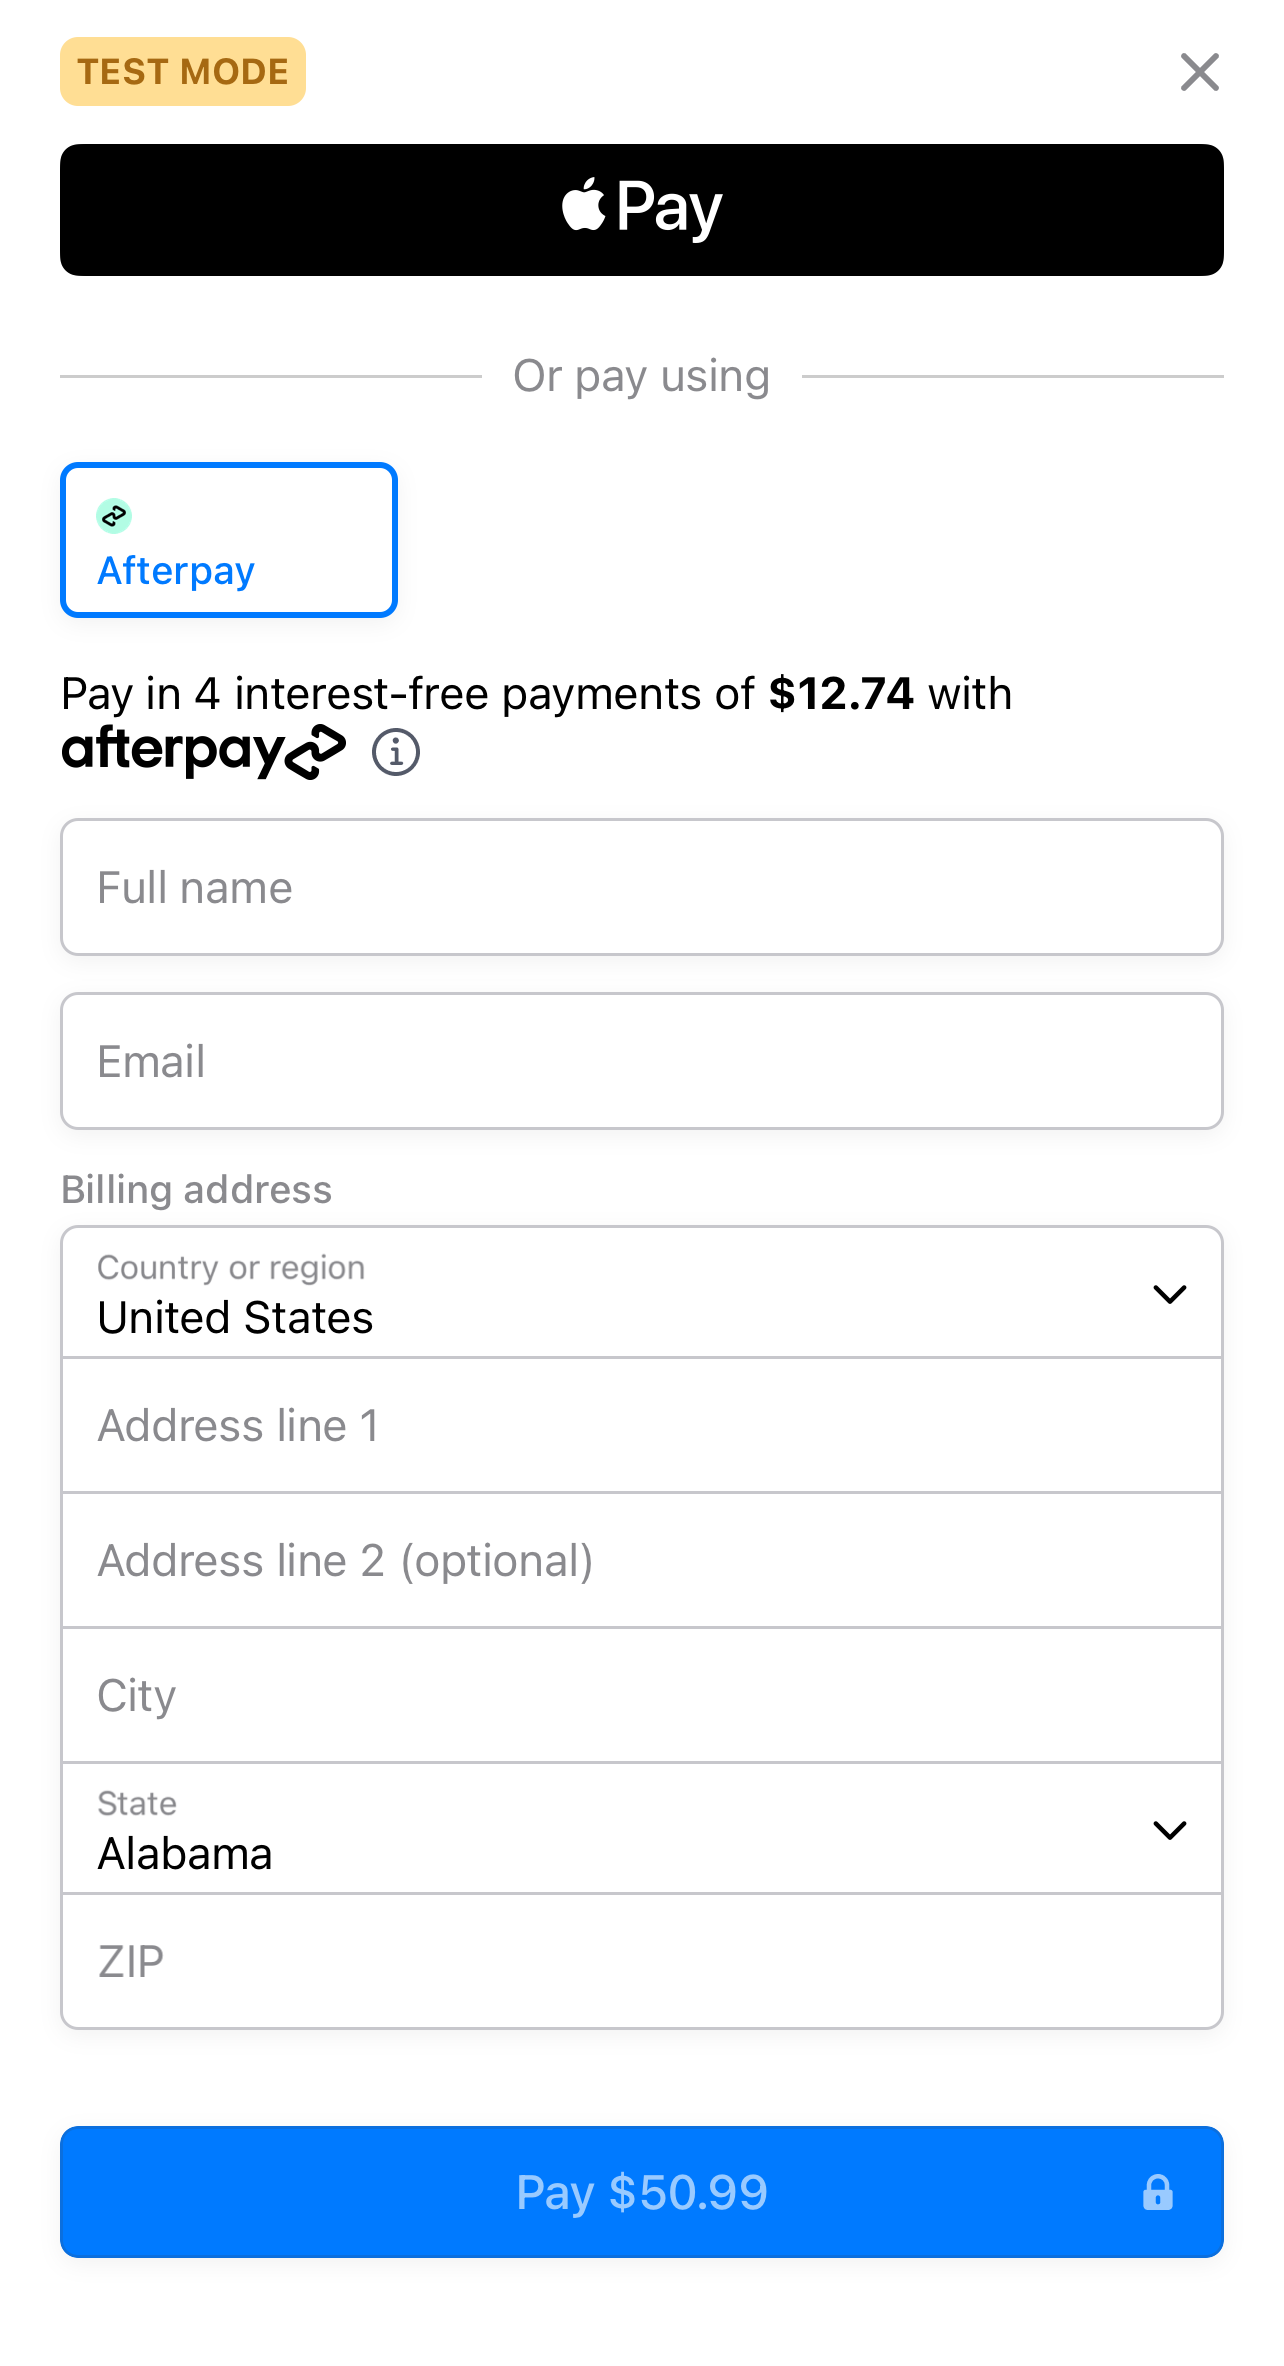 TEST MODE
Pay
Or pay using
Afterpay
Pay in 4 interest-free payments of $12.74 with
afterpay
Full name
Email
Billing address
Country or region
United States
Address line 1
Address line 2 (optional)
City
State
Alabama
ZIP
Pay $50.99